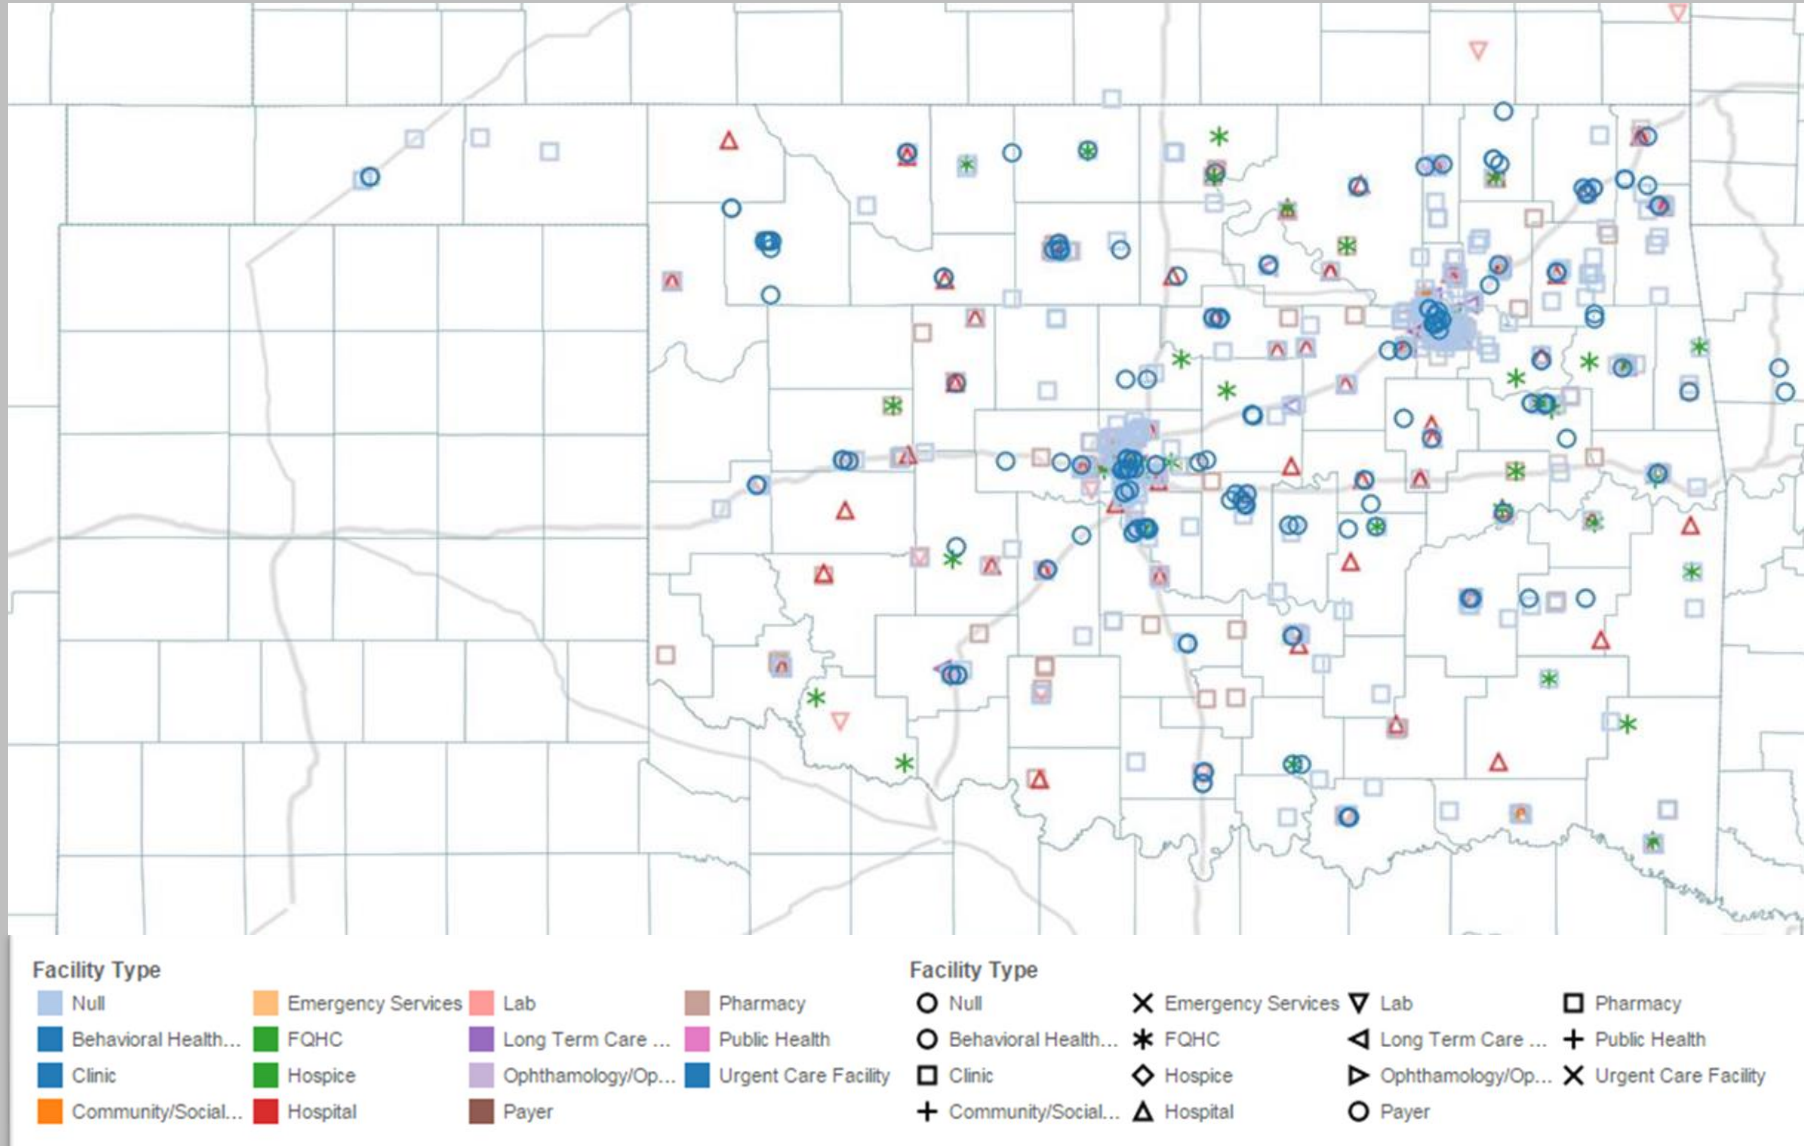 Facility Type
Null
Behavioral Health...
Clinic
Community/Social...
Emergency Services
FQHC
Hospice
Hospital
Lab
Long Term Care ...
Ophthamology/Op...
Payer
Pharmacy
Public Health
Urgent Care Facility
Facility Type
Null
Behavioral Health...
Clinic
Community/Social...
Emergency Services
FQHC
Hospice
Hospital
Lab
Long Term Care ...
Ophthamology/Op...
Payer
Pharmacy
Public Health
Urgent Care Facility